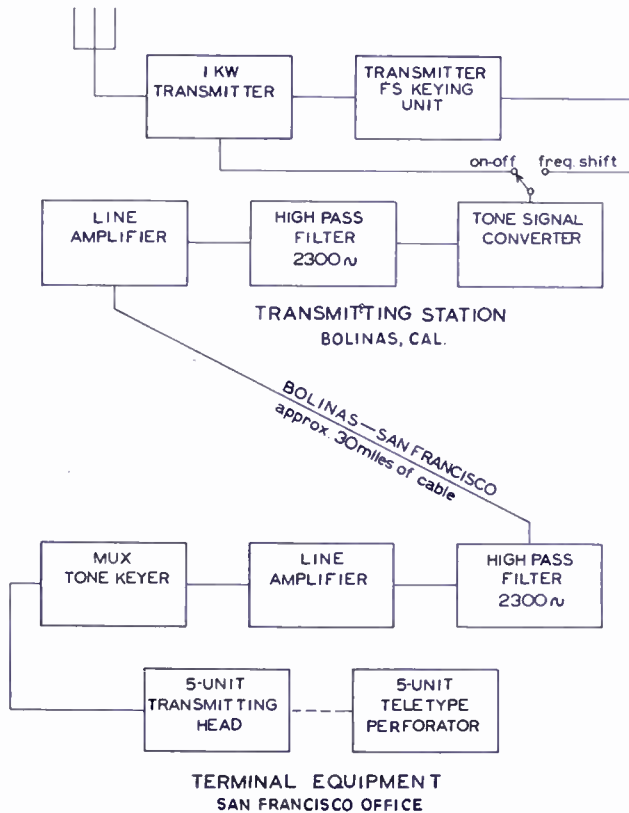 1 KW
TRANSMITTER
TRANSMITTER
FS KEYING
UNIT
on-off
freq. shift
LINE
AMPLIFIER
HIGH PASS
FILTER
2300~
TONE SIGNAL
CONVERTER
TRANSMITTING STATION
BOLINAS, CAL.
BOLINAS—SAN FRANCISCO
approx. 30 miles of cable
MUX
TONE KEYER
LINE
AMPLIFIER
HIGH PASS
FILTER
2300~
5-UNIT
TRANSMITTING
HEAD
5-UNIT
TELETYPE
PERFORATOR
TERMINAL EQUIPMENT
SAN FRANCISCO OFFICE